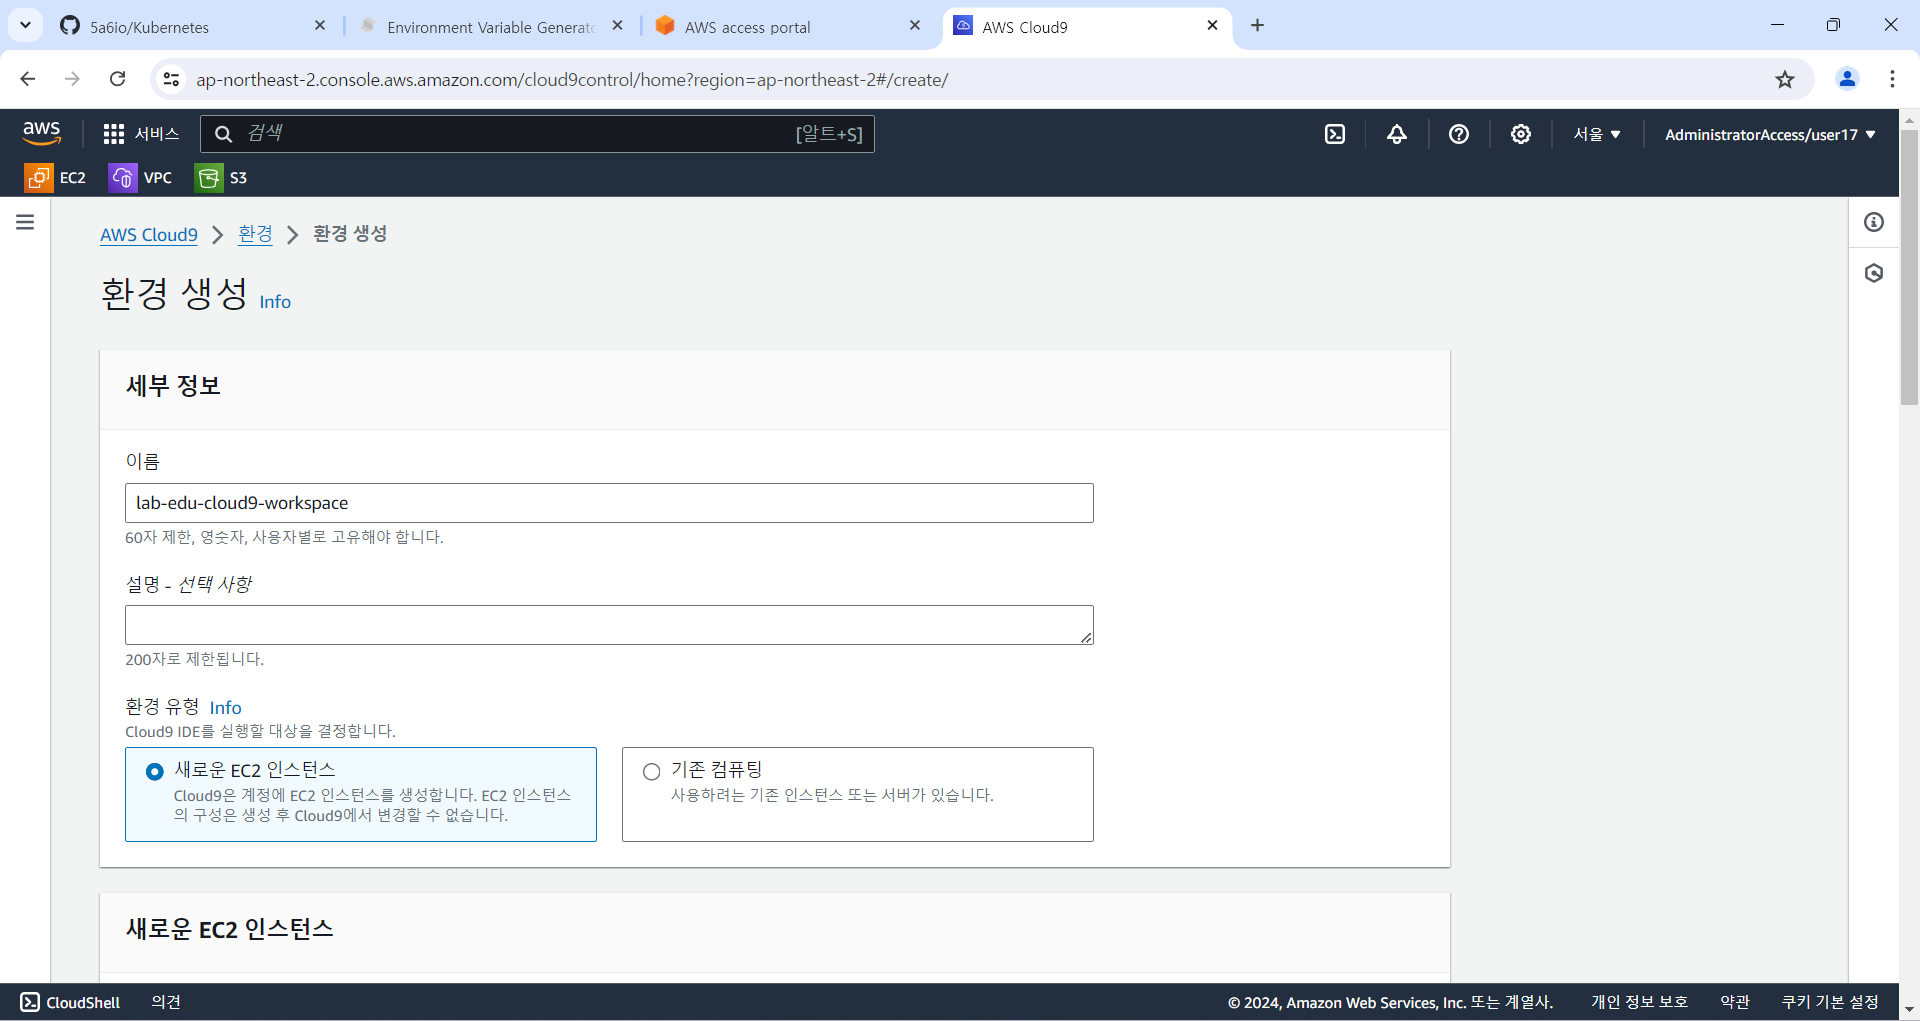 5a6io/Kubernetes
Environment Variable Generato
AWS access portal
AWS Cloud9
ap-northeast-2.console.aws.amazon.com/cloud9control/home?region=ap-northeast-2#/create/
aws
서비스
검색
[알트+S]
서울
AdministratorAccess/user17
EC2
VPC
S3
AWS Cloud9
환경
환경 생성
환경 생성 Info
세부 정보
이름
lab-edu-cloud9-workspace
60자 제한, 영숫자, 사용자별로 고유해야 합니다.
설명 - 선택 사항
200자로 제한됩니다.
환경 유형 Info
Cloud9 IDE를 실행할 대상을 결정합니다.
새로운 EC2 인스턴스
Cloud9은 계정에 EC2 인스턴스를 생성합니다. EC2 인스턴스
의 구성은 생성 후 Cloud9에서 변경할 수 없습니다.
기존 컴퓨팅
사용하려는 기존 인스턴스 또는 서버가 있습니다.
새로운 EC2 인스턴스
CloudShell
의견
© 2024, Amazon Web Services, Inc. 또는 계열사.
개인 정보 보호
약관
쿠키 기본 설정